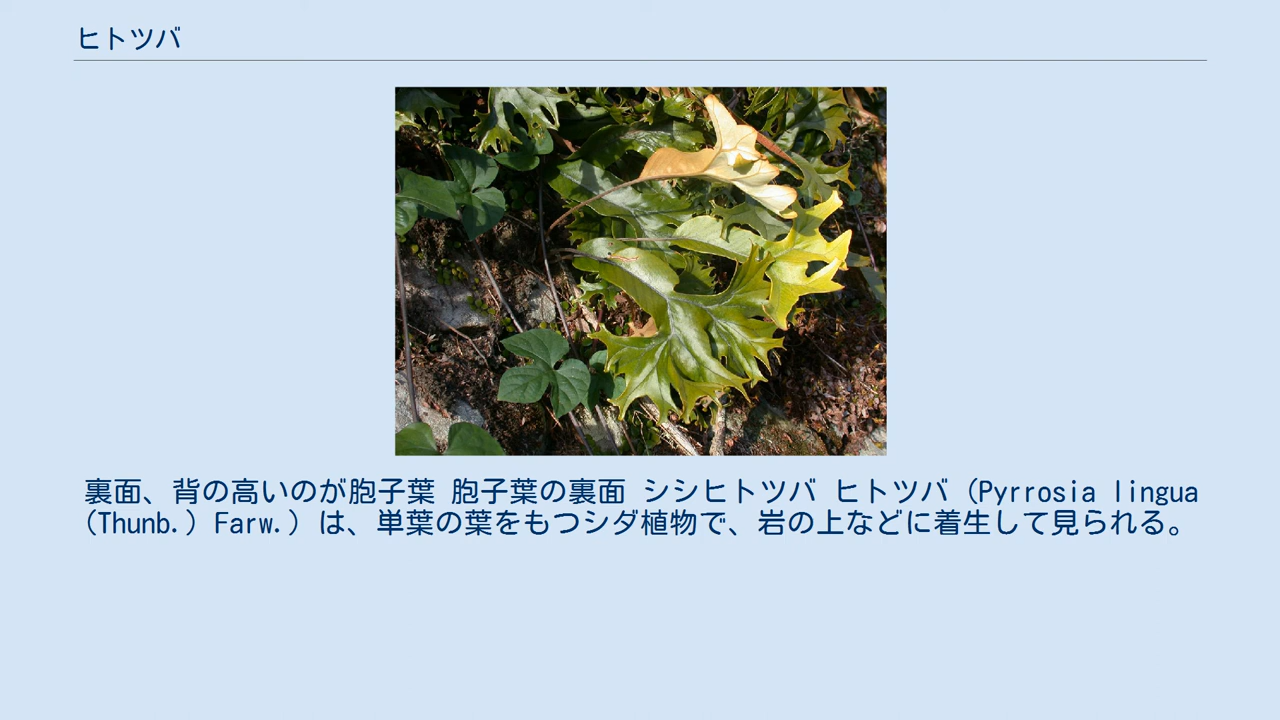 ヒトツバ
裏面、背の高いのが胞子葉 胞子葉の裏面 シシヒトツバ ヒトツバ (Pyrrosia lingua
(Thunb.) Farw.) は、単葉の葉をもつシダ植物で、岩の上などに着生して見られる。